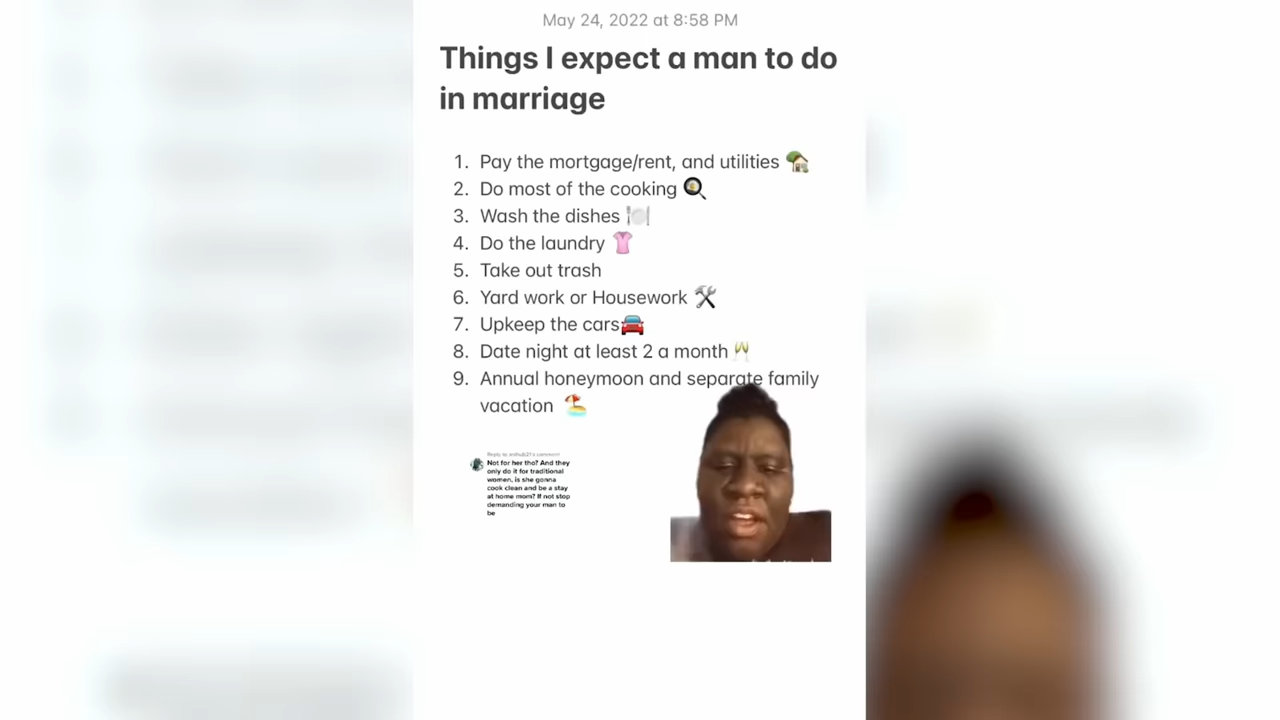 May 24, 2022 at 8:58 PM
Things I expect a man to do
in marriage
1. Pay the mortgage/rent, and utilities 🏡
2. Do most of the cooking 🍳
3. Wash the dishes 🍽️
4. Do the laundry 👚
5. Take out trash
6. Yard work or Housework 🛠️
7. Upkeep the cars🚘
8. Date night at least 2 a month🥂
9. Annual honeymoon and separate family
vacation 🏖️
Reply to comment
Not for her tho? And they
only do it for traditional
women, is she gonna
cook clean and be a stay
at home mom? If not stop
demanding your man to
be